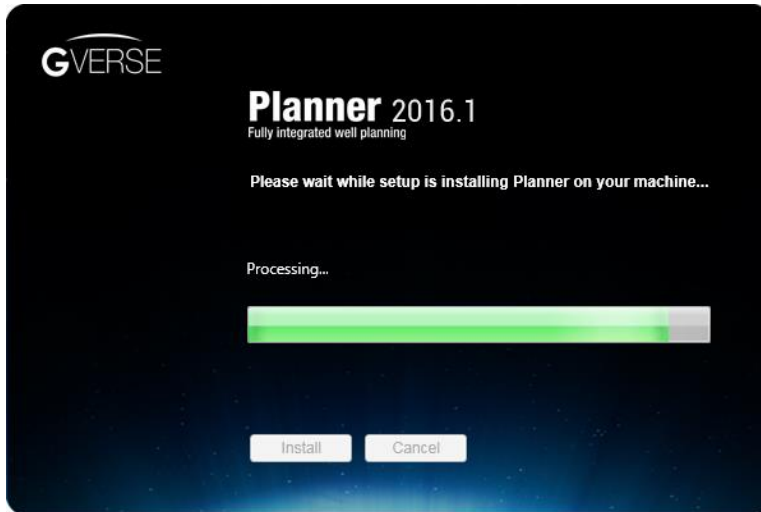 GVERSE
Planner 2016.1
Fully integrated well planning
Please wait while setup is installing Planner on your machine...
Processing...
Install Cancel